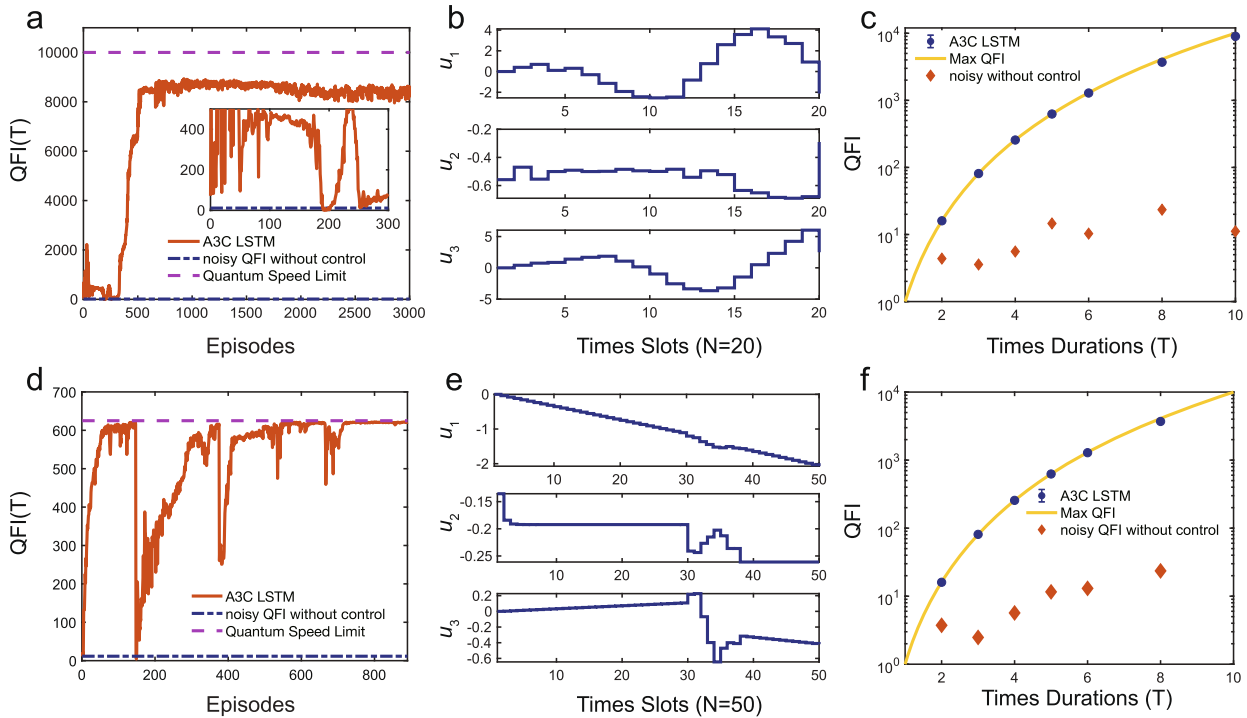 a
10000
8000
6000
4000
2000
0
QFI(T)
400
200
0
0
100
200
300
A3C LSTM
noisy QFI without control
Quantum Speed Limit
0
500
1000
1500
2000
2500
3000
Episodes
b
4
2
0
-2
u1
5
10
15
20
-0.2
-0.4
-0.6
u2
5
10
15
20
5
0
-5
u3
5
10
15
20
Times Slots (N=20)
c
10^4
10^3
10^2
10^1
10^0
QFI
A3C LSTM
Max QFI
noisy without control
2
4
6
8
10
Times Durations (T)
d
700
600
500
400
300
200
100
0
QFI(T)
A3C LSTM
noisy QFI without control
Quantum Speed Limit
0
200
400
600
800
Episodes
e
0
-1
-2
u1
10
20
30
40
50
-0.15
-0.2
-0.25
u2
10
20
30
40
50
0.2
0
-0.2
-0.4
-0.6
u3
10
20
30
40
50
Times Slots (N=50)
f
10^4
10^3
10^2
10^1
10^0
QFI
A3C LSTM
Max QFI
noisy QFI without control
2
4
6
8
10
Times Durations (T)